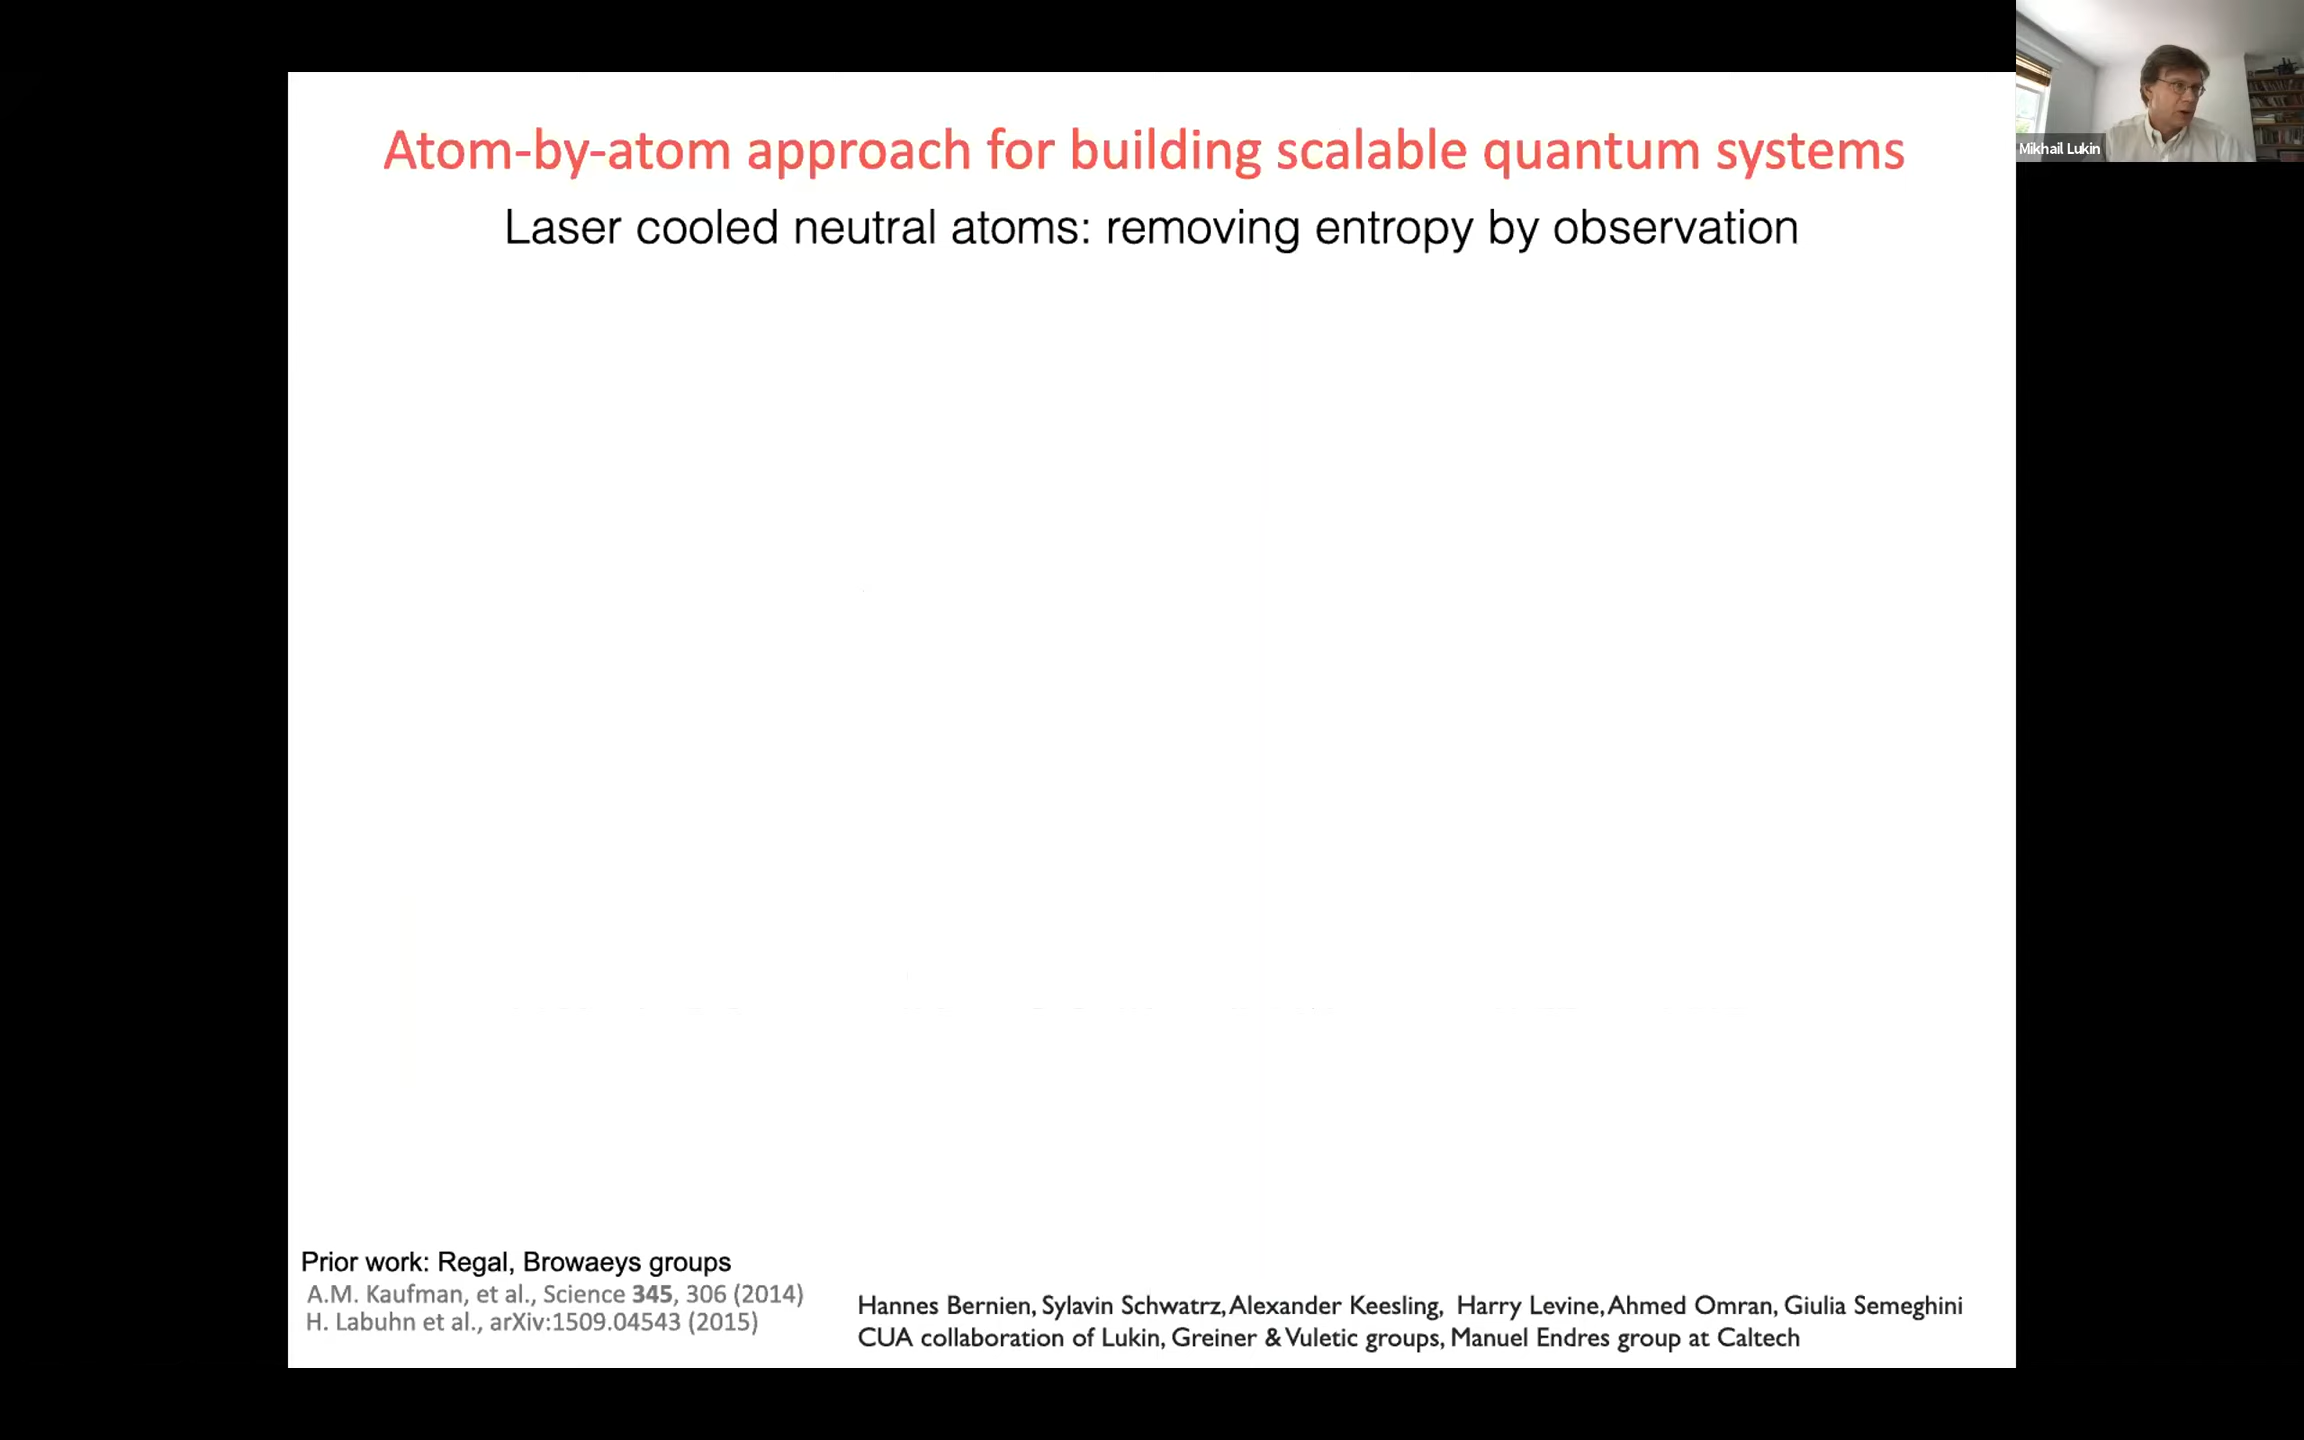 Atom-by-atom approach for building scalable quantum systems
Mikhail Lukin
Laser cooled neutral atoms: removing entropy by observation
Prior work: Regal, Browaeys groups
A.M. Kaufman, et al., Science 345, 306 (2014)
H. Labuhn et al., arXiv:1509.04543 (2015)
Hannes Bernien, Sylavin Schwatrz, Alexander Keesling, Harry Levine, Ahmed Omran, Giulia Semeghini
CUA collaboration of Lukin, Greiner & Vuletic groups, Manuel Endres group at Caltech